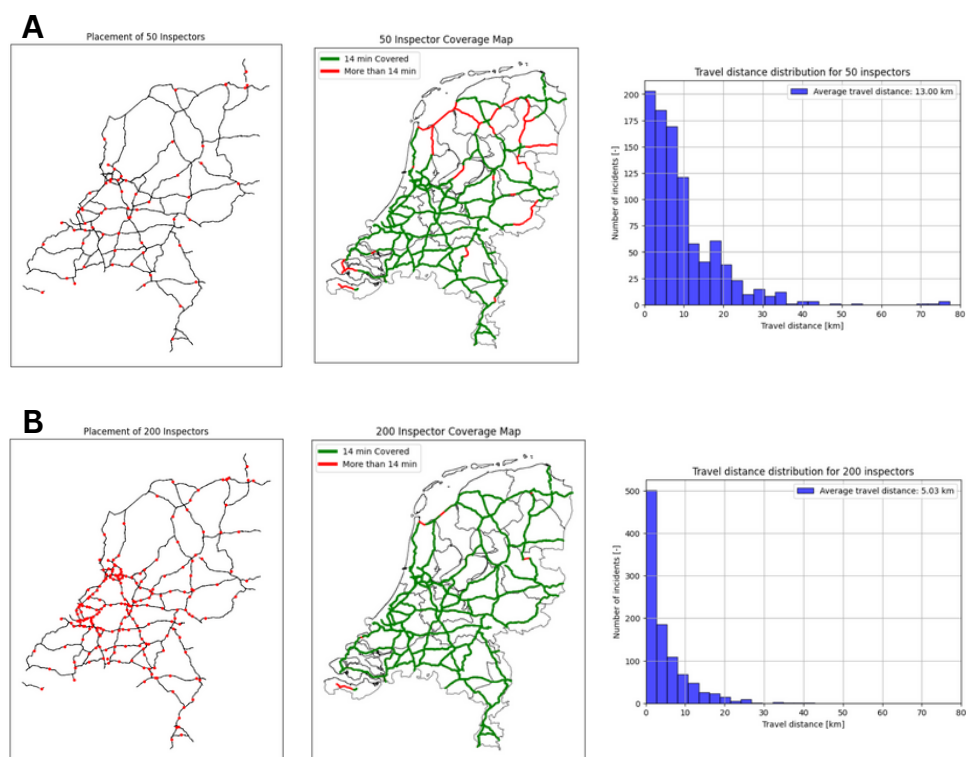 A
Placement of 50 Inspectors
50 Inspector Coverage Map
14 min Covered
More than 14 min
Travel distance distribution for 50 inspectors
Average travel distance: 13.00 km
Number of incidents [-]
200
175
150
125
100
75
50
25
0
0 10 20 30 40 50 60 70 80
Travel distance [km]
B
Placement of 200 Inspectors
200 Inspector Coverage Map
14 min Covered
More than 14 min
Travel distance distribution for 200 inspectors
Average travel distance: 5.03 km
Number of incidents [-]
500
400
300
200
100
0
0 10 20 30 40 50 60 70 80
Travel distance [km]